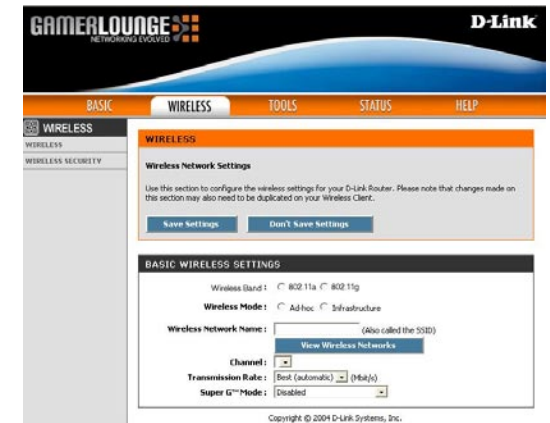 GAMERLOUNGE
NETWORKING EVOLVED
D-Link
BASIC WIRELESS TOOLS STATUS HELP
WIRELESS
WIRELESS
WIRELESS SECURITY
WIRELESS
Wireless Network Settings
Use this section to configure the wireless settings for your D-Link Router. Please note that changes made on
this section may also need to be duplicated on your Wireless Client.
Save Settings Don't Save Settings
BASIC WIRELESS SETTINGS
Wireless Band : 802.11a 802.11g
Wireless Mode : Ad-hoc Infrastructure
Wireless Network Name : (Also called the SSID)
View Wireless Networks
Channel :
Transmission Rate : Best (automatic) (Mbit/s)
Super G™ Mode : Disabled
Copyright © 2004 D-Link Systems, Inc.